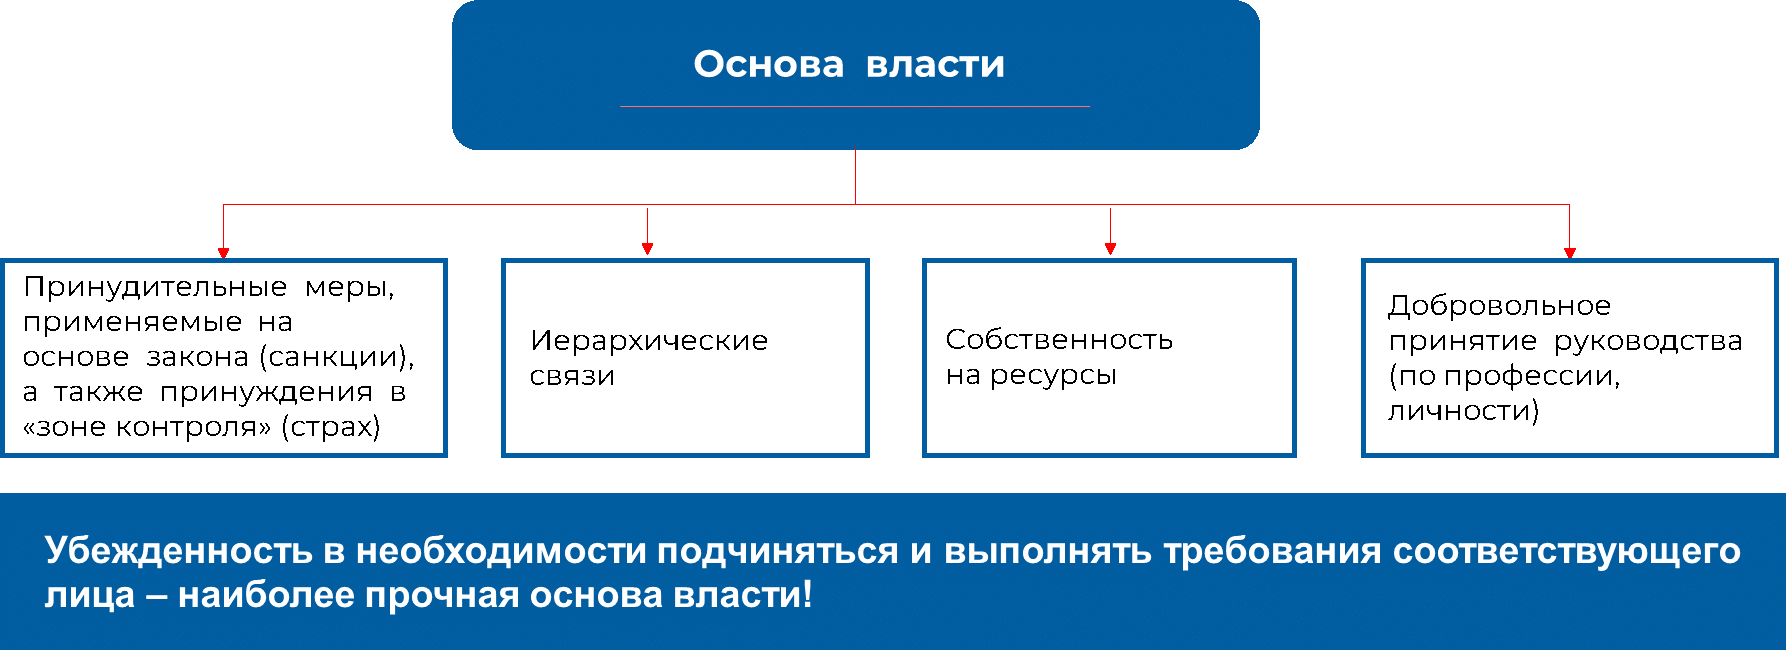 Основа власти
Принудительные меры,
применяемые на
основе закона (санкции),
а также принуждения в
«зоне контроля» (страх)
Иерархические
связи
Собственность
на ресурсы
Добровольное
принятие руководства
(по профессии,
личности)
Убежденность в необходимости подчиняться и выполнять требования соответствующего
лица – наиболее прочная основа власти!